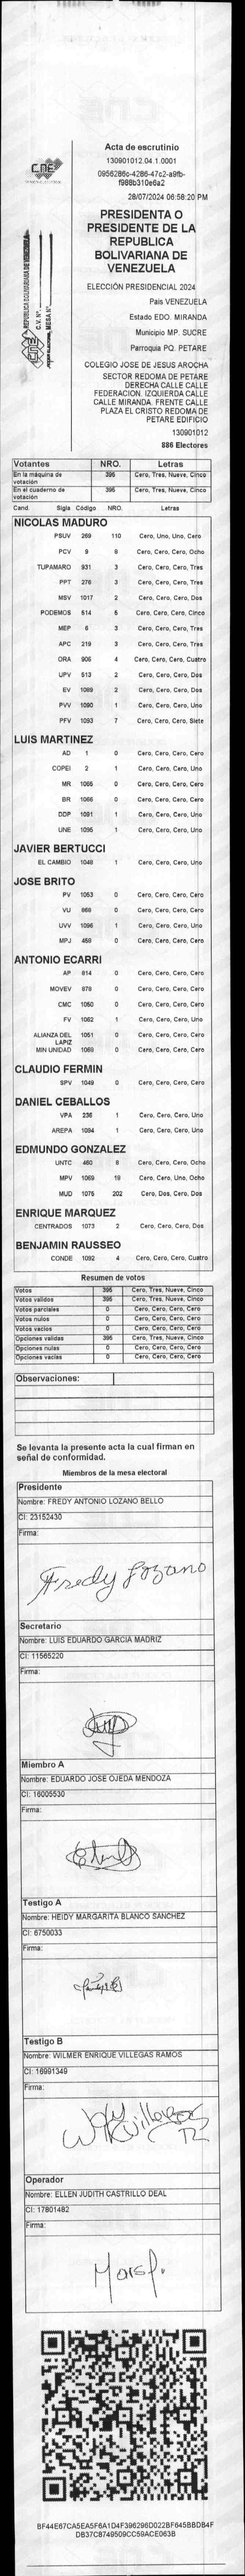 Acta de escrutinio
130901012.04.1.0001
0956286c-4286-47c2-a9fb-
f988b310e6a2
28/07/2024 06:58:20 PM
CNE
REPUBLICA BOLIVARIANA DE VENEZUELA
C.V. Nº.
MESA Nº
PRESIDENTA O
PRESIDENTE DE LA
REPUBLICA
BOLIVARIANA DE
VENEZUELA
ELECCIÓN PRESIDENCIAL 2024
País VENEZUELA
Estado EDO. MIRANDA
Municipio MP. SUCRE
Parroquia PQ. PETARE
COLEGIO JOSE DE JESUS AROCHA
SECTOR REDOMA DE PETARE
DERECHA CALLE CALLE
FEDERACION. IZQUIERDA CALLE
CALLE MIRANDA. FRENTE CALLE
PLAZA EL CRISTO REDOMA DE
PETARE EDIFICIO
130901012
886 Electores
Votantes NRO. Letras
En la máquina de votación 395 Cero, Tres, Nueve, Cinco
En el cuaderno de votación 395 Cero, Tres, Nueve, Cinco
Cand. Sigla Código NRO. Letras
NICOLAS MADURO
PSUV 269 110 Cero, Uno, Uno, Cero
PCV 9 8 Cero, Cero, Cero, Ocho
TUPAMARO 931 3 Cero, Cero, Cero, Tres
PPT 276 3 Cero, Cero, Cero, Tres
MSV 1017 2 Cero, Cero, Cero, Dos
PODEMOS 514 5 Cero, Cero, Cero, Cinco
MEP 6 3 Cero, Cero, Cero, Tres
APC 219 3 Cero, Cero, Cero, Tres
ORA 906 4 Cero, Cero, Cero, Cuatro
UPV 513 2 Cero, Cero, Cero, Dos
EV 1089 2 Cero, Cero, Cero, Dos
PVV 1090 1 Cero, Cero, Cero, Uno
PFV 1093 7 Cero, Cero, Cero, Siete
LUIS MARTINEZ
AD 1 0 Cero, Cero, Cero, Cero
COPEI 2 1 Cero, Cero, Cero, Uno
MR 1065 0 Cero, Cero, Cero, Cero
BR 1066 0 Cero, Cero, Cero, Cero
DDP 1091 1 Cero, Cero, Cero, Uno
UNE 1095 1 Cero, Cero, Cero, Uno
JAVIER BERTUCCI
EL CAMBIO 1048 1 Cero, Cero, Cero, Uno
JOSE BRITO
PV 1053 0 Cero, Cero, Cero, Cero
VU 868 0 Cero, Cero, Cero, Cero
UVV 1096 1 Cero, Cero, Cero, Uno
MPJ 458 0 Cero, Cero, Cero, Cero
ANTONIO ECARRI
AP 814 0 Cero, Cero, Cero, Cero
MOVEV 978 0 Cero, Cero, Cero, Cero
CMC 1050 0 Cero, Cero, Cero, Cero
FV 1062 1 Cero, Cero, Cero, Uno
ALIANZA DEL LAPIZ 1051 0 Cero, Cero, Cero, Cero
MIN UNIDAD 1069 0 Cero, Cero, Cero, Cero
CLAUDIO FERMIN
SPV 1049 0 Cero, Cero, Cero, Cero
DANIEL CEBALLOS
VPA 236 1 Cero, Cero, Cero, Uno
AREPA 1094 1 Cero, Cero, Cero, Uno
EDMUNDO GONZALEZ
UNTC 460 8 Cero, Cero, Cero, Ocho
MPV 1069 18 Cero, Cero, Uno, Ocho
MUD 1075 202 Cero, Dos, Cero, Dos
ENRIQUE MARQUEZ
CENTRADOS 1073 2 Cero, Cero, Cero, Dos
BENJAMIN RAUSSEO
CONDE 1092 4 Cero, Cero, Cero, Cuatro
Resumen de votos
Votos 395 Cero, Tres, Nueve, Cinco
Votos validos 395 Cero, Tres, Nueve, Cinco
Votos parciales 0 Cero, Cero, Cero, Cero
Votos nulos 0 Cero, Cero, Cero, Cero
Votos vacios 0 Cero, Cero, Cero, Cero
Opciones validas 395 Cero, Tres, Nueve, Cinco
Opciones nulas 0 Cero, Cero, Cero, Cero
Opciones vacias 0 Cero, Cero, Cero, Cero
Observaciones:
Se levanta la presente acta la cual firman en
señal de conformidad.
Miembros de la mesa electoral
Presidente
Nombre: FREDY ANTONIO LOZANO BELLO
CI: 23152430
Firma:
Fredy Lozano
Secretario
Nombre: LUIS EDUARDO GARCIA MADRIZ
CI: 11565220
Firma:
Miembro A
Nombre: EDUARDO JOSE OJEDA MENDOZA
CI: 16005530
Firma:
Testigo A
Nombre: HEIDY MARGARITA BLANCO SANCHEZ
CI: 6750033
Firma:
Testigo B
Nombre: WILMER ENRIQUE VILLEGAS RAMOS
CI: 16991349
Firma:
Operador
Nombre: ELLEN JUDITH CASTRILLO DEAL
CI: 17801482
Firma:
BF44E67CA5EA5F6A1D4F396296D022BF645BBDB4F
DB37C8749509CC59ACE063B